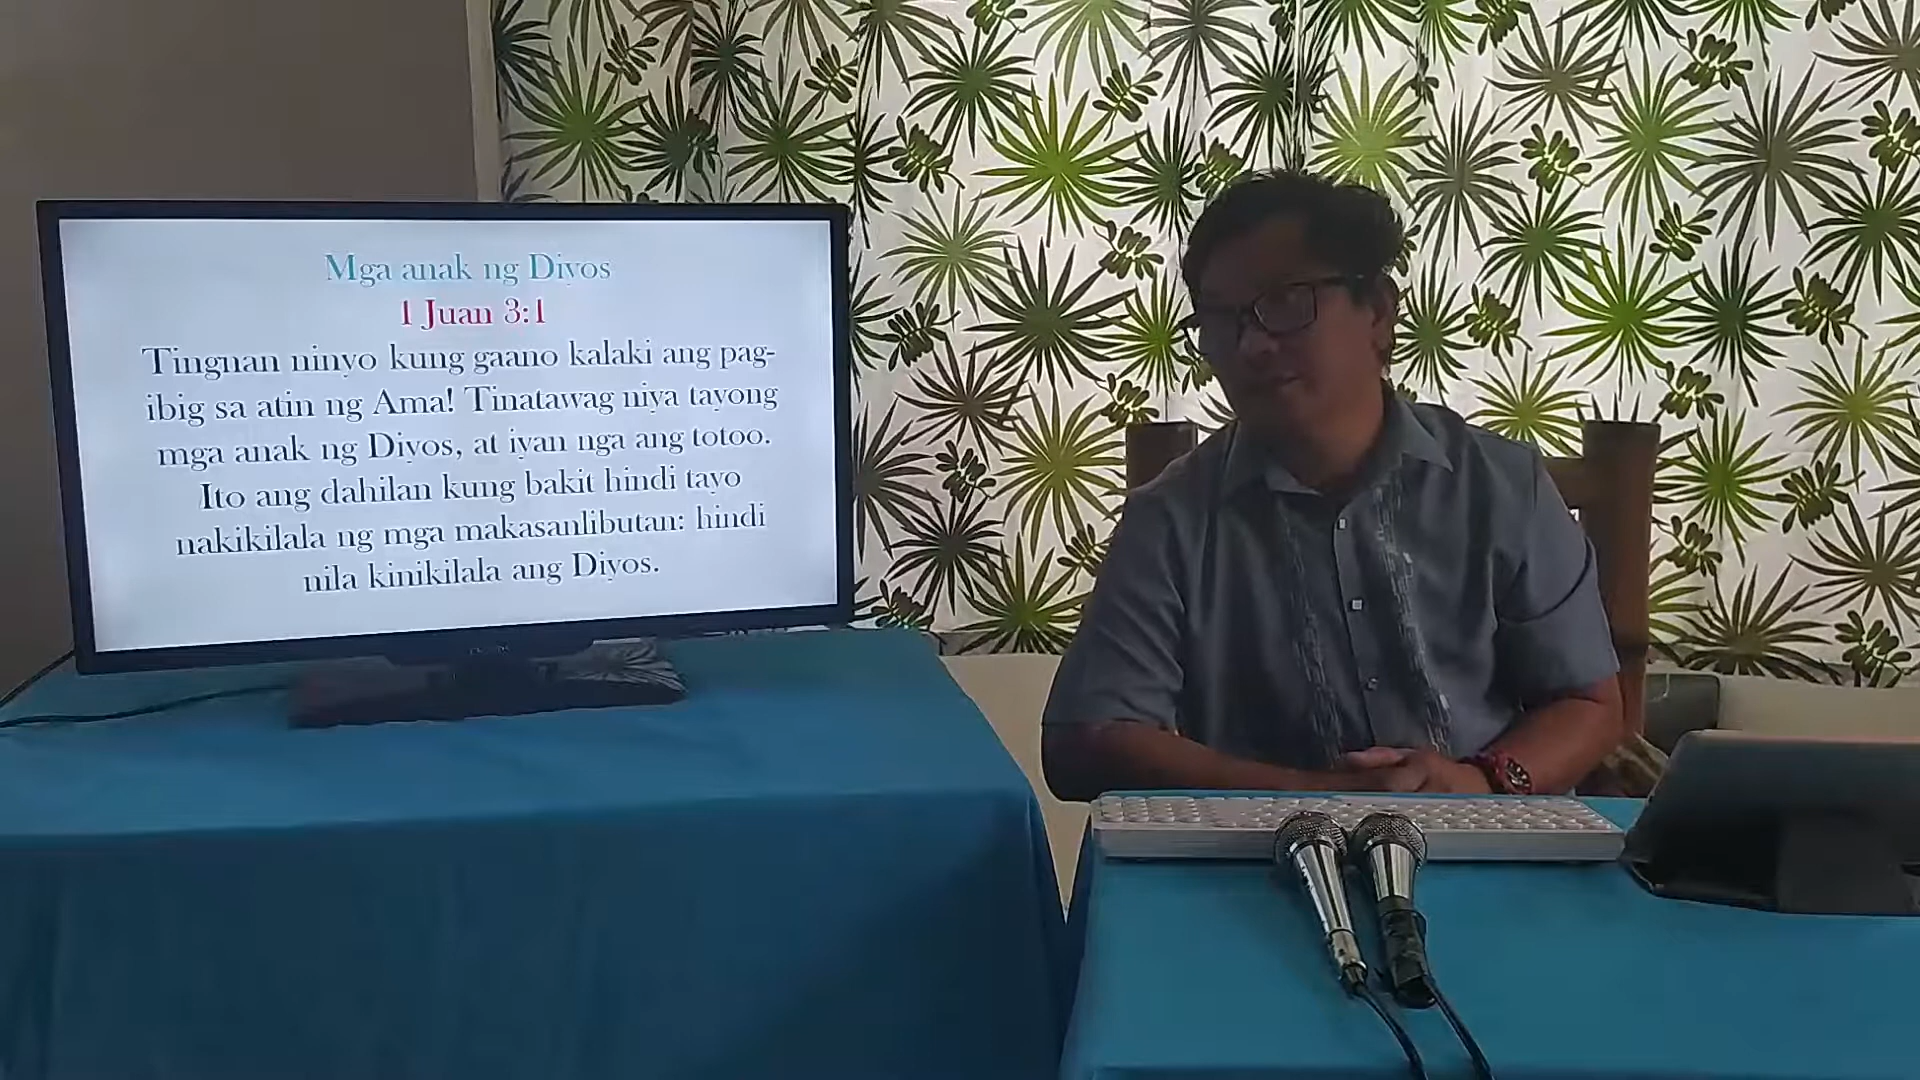 Mga anak ng Diyos
1 Juan 3:1
Tingnan ninyo kung gaano kalaki ang pag-
ibig sa atin ng Ama! Tinatawag niya tayong
mga anak ng Diyos, at iyan nga ang totoo.
Ito ang dahilan kung bakit hindi tayo
nakikilala ng mga makasanlibutan: hindi
nila kinikilala ang Diyos.